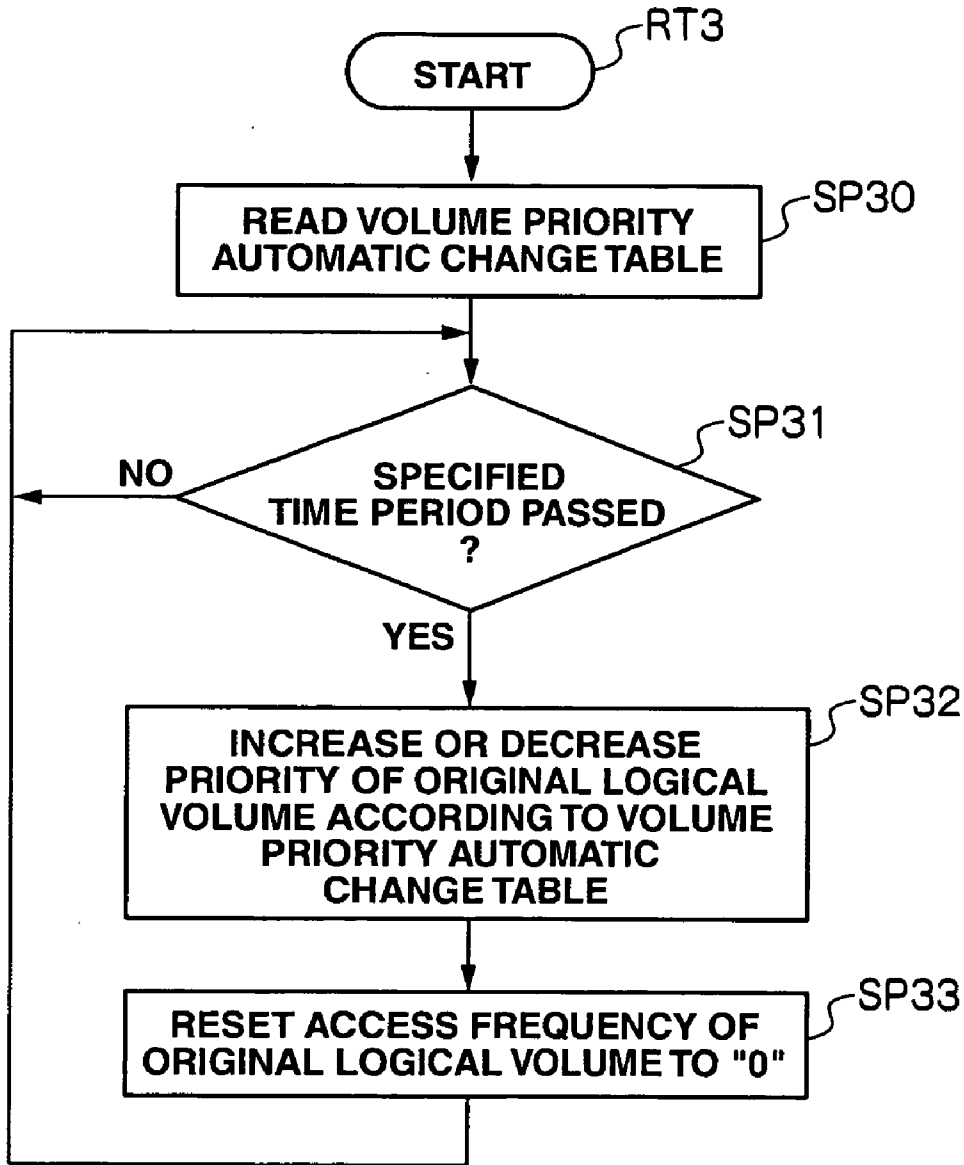 RT3
START
SP30
READ VOLUME PRIORITY
AUTOMATIC CHANGE TABLE
SP31
NO
SPECIFIED
TIME PERIOD PASSED
?
YES
SP32
INCREASE OR DECREASE
PRIORITY OF ORIGINAL LOGICAL
VOLUME ACCORDING TO VOLUME
PRIORITY AUTOMATIC
CHANGE TABLE
SP33
RESET ACCESS FREQUENCY OF
ORIGINAL LOGICAL VOLUME TO "0"